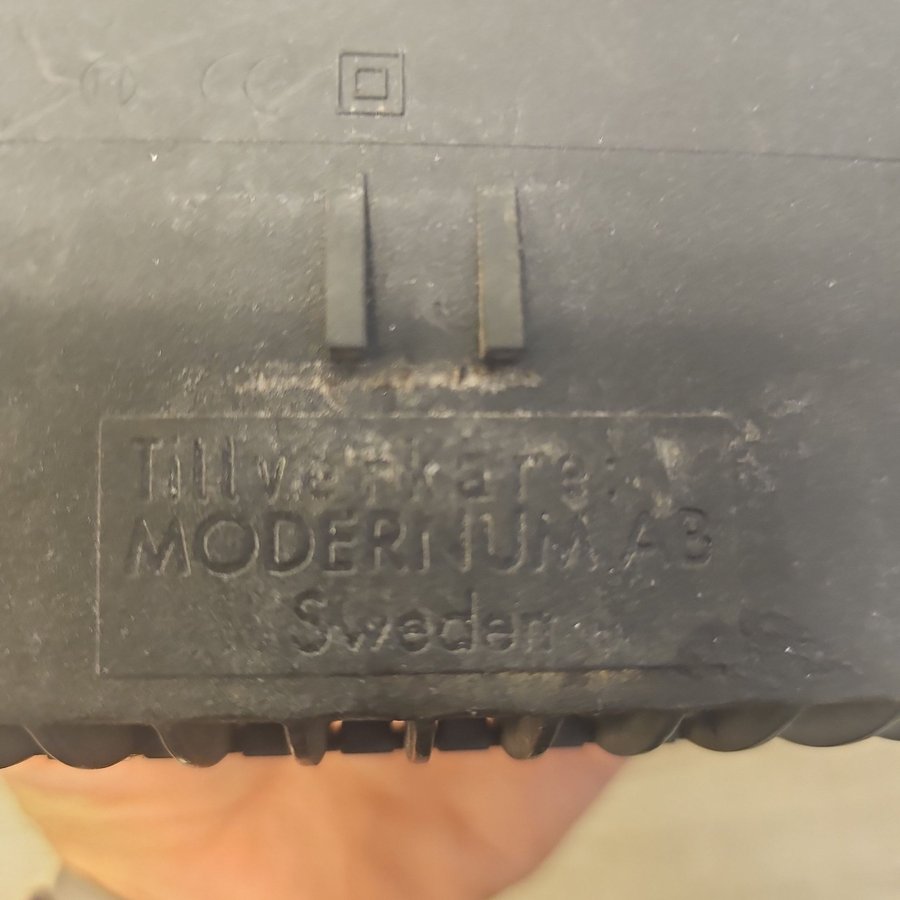 Tillverkare:
MODERNUM AB
Sweden